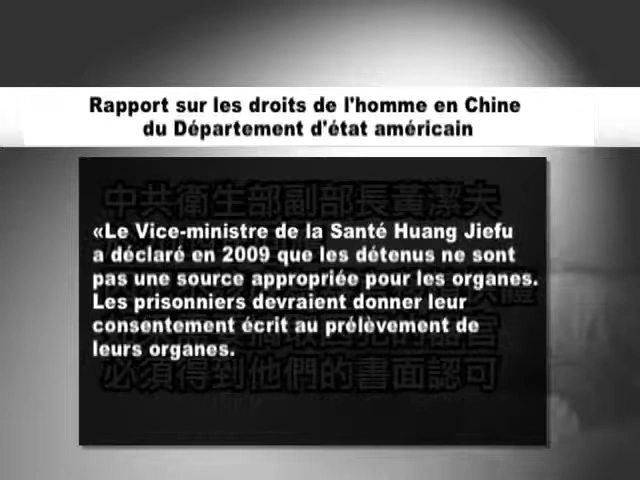 Rapport sur les droits de l'homme en Chine
du Département d'état américain
中共衛生部副部長黃潔夫
«Le Vice-ministre de la Santé Huang Jiefu
a déclaré en 2009 que les détenus ne sont
pas une source appropriée pour les organes.
Les prisonniers devraient donner leur
consentement écrit au prélèvement de
leurs organes.
必須得到他們的書面認可